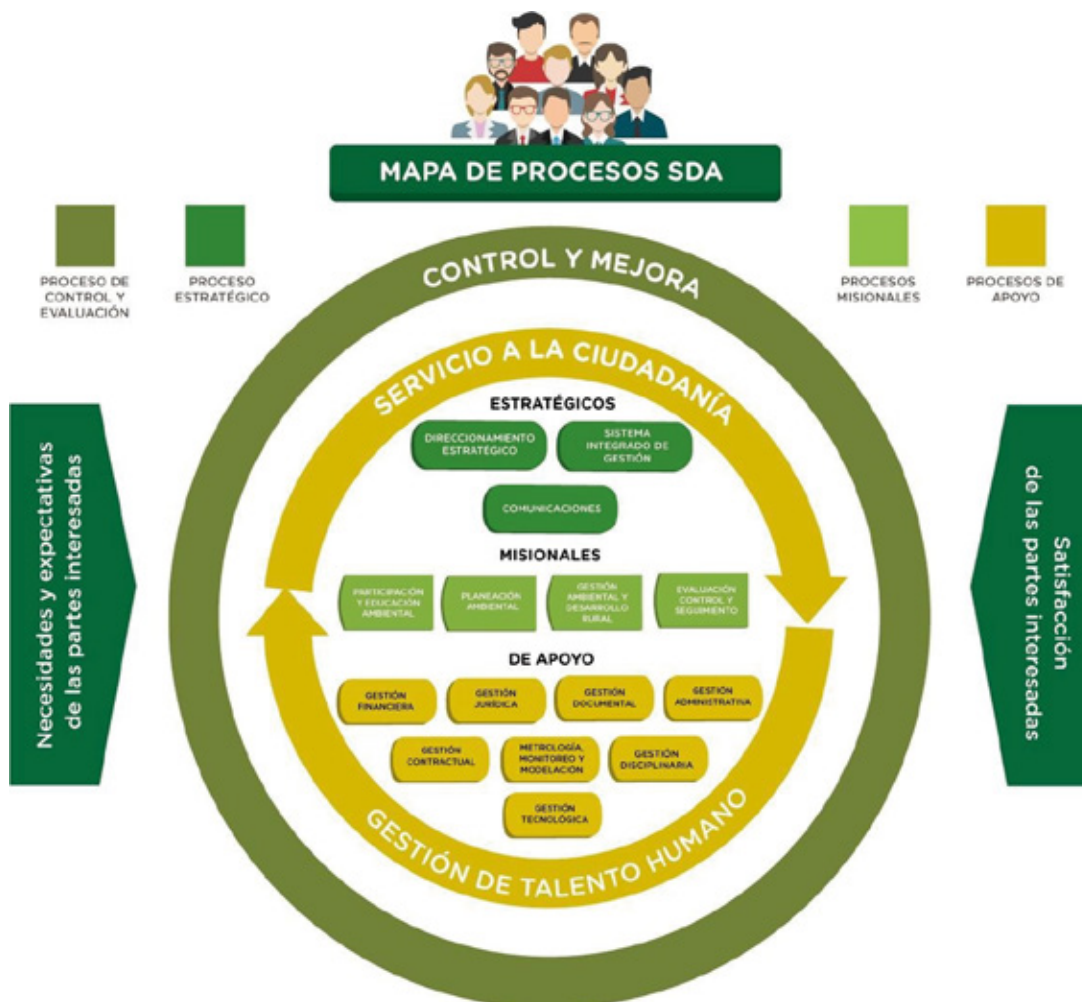 MAPA DE PROCESOS SDA
PROCESO DE
CONTROL Y
EVALUACIÓN
PROCESO
ESTRATÉGICO
PROCESOS
MISIONALES
PROCESOS DE
APOYO
CONTROL Y MEJORA
SERVICIO A LA CIUDADANÍA
Necesidades y expectativas
de las partes interesadas
ESTRATÉGICOS
DIRECCIONAMIENTO
ESTRATÉGICO
SISTEMA
INTEGRADO DE
GESTIÓN
COMUNICACIONES
MISIONALES
PARTICIPACIÓN
Y EDUCACIÓN
AMBIENTAL
PLANEACIÓN
AMBIENTAL
GESTIÓN
AMBIENTAL Y
DESARROLLO
RURAL
EVALUACIÓN
CONTROL Y
SEGUIMIENTO
DE APOYO
GESTIÓN
FINANCIERA
GESTIÓN
JURÍDICA
GESTIÓN
DOCUMENTAL
GESTIÓN
ADMINISTRATIVA
GESTIÓN
CONTRACTUAL
METROLOGÍA,
MONITOREO Y
MODELACIÓN
GESTIÓN
DISCIPLINARIA
GESTIÓN
TECNOLÓGICA
GESTIÓN DE TALENTO HUMANO
Satisfacción
de las partes interesadas